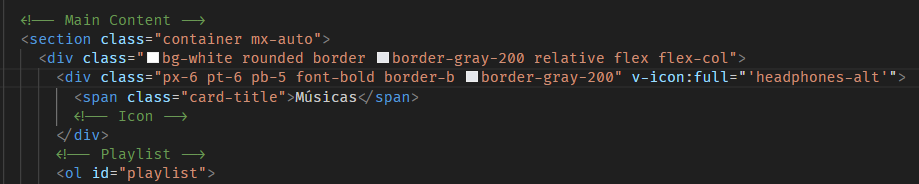 <!-- Main Content -->
<section class="container mx-auto">
<div class="bg-white rounded border border-gray-200 relative flex flex-col">
<div class="px-6 pt-6 pb-5 font-bold border-b border-gray-200" v-icon:full="'headphones-alt'">
<span class="card-title">Músicas</span>
<!-- Icon -->
</div>
<!-- Playlist -->
<ol id="playlist">